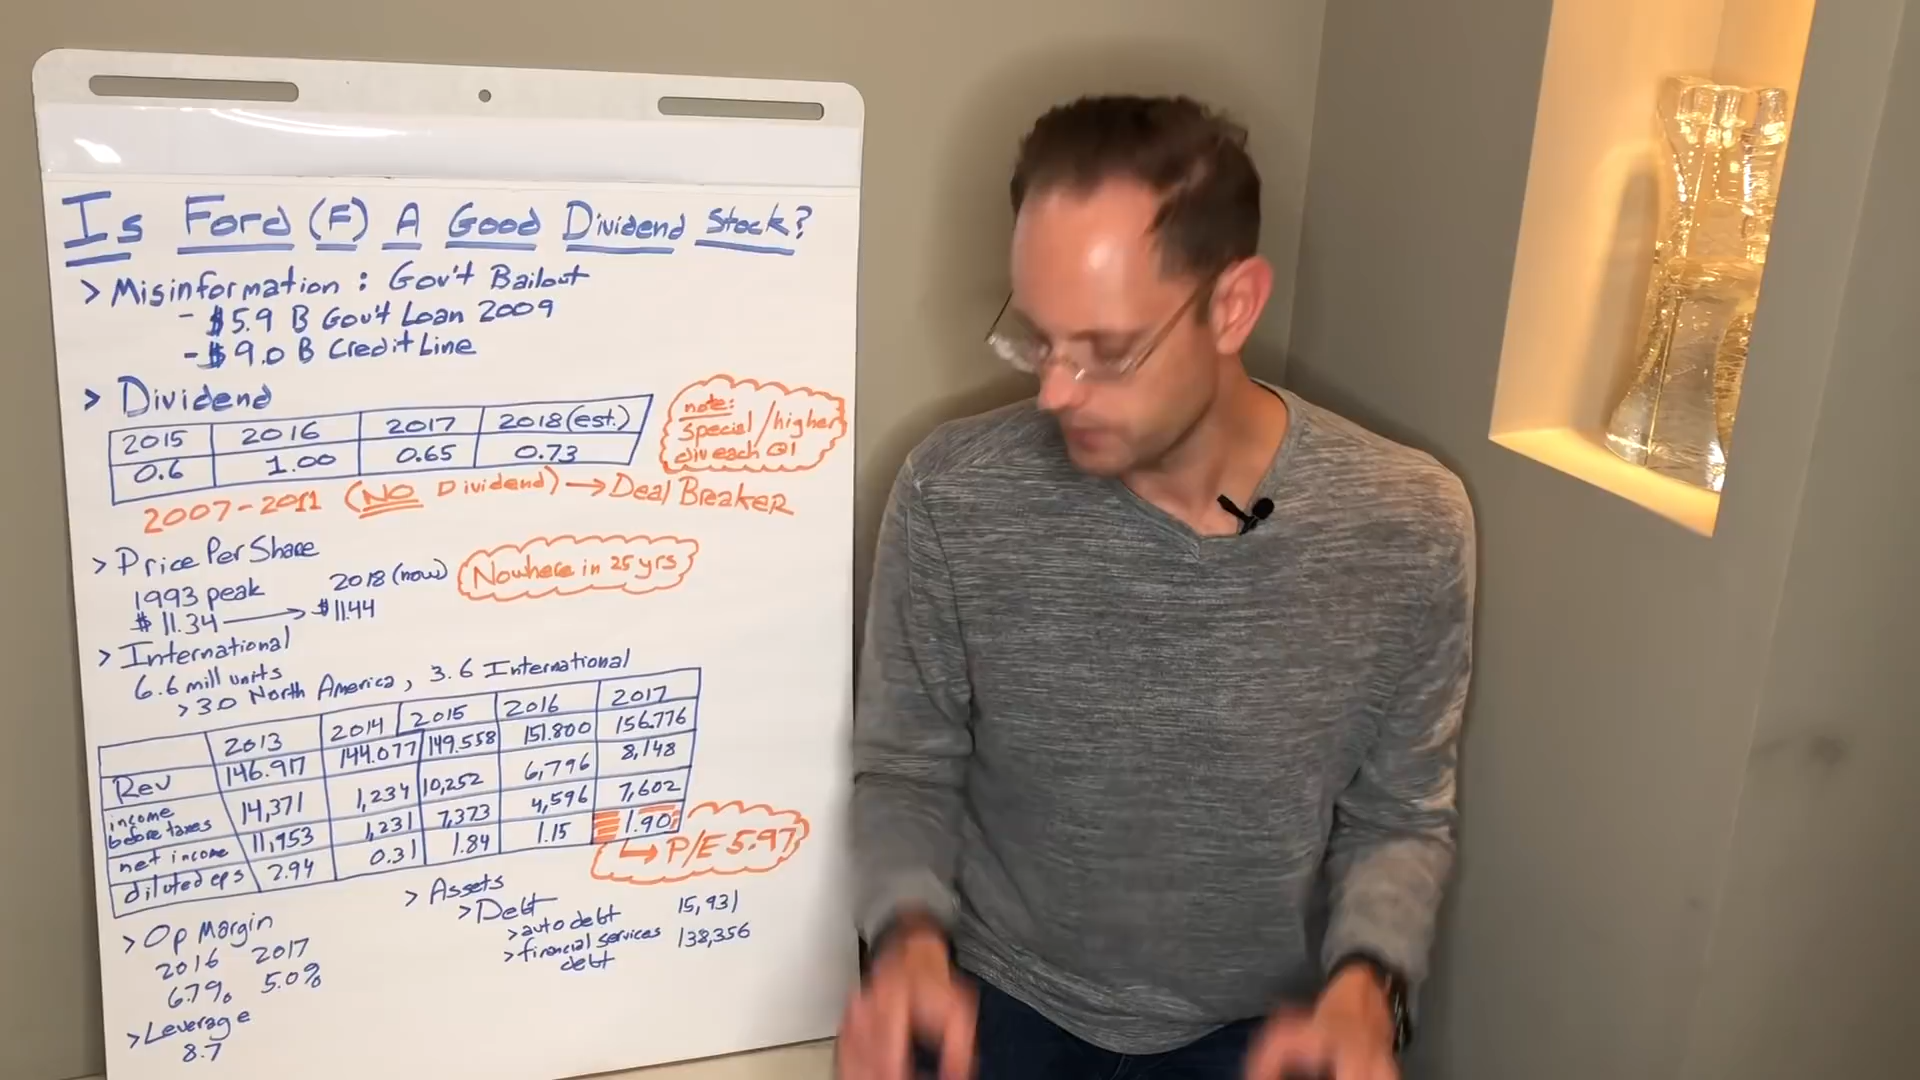 Is Ford (F) A Good Dividend Stock?
> Misinformation : Gov't Bailout
- $5.9 B Gov't Loan 2009
- $9.0 B Credit Line
> Dividend
2015 2016 2017 2018(est.)
0.6 1.00 0.65 0.73
note:
Special/higher
div each Q1
2007-2011 (NO Dividend) → Deal Breaker
> Price Per Share
1993 peak 2018 (now)
$11.34 → $11.44
Nowhere in 25 yrs
> International
6.6 mill units
> 3.0 North America, 3.6 International
2013 2014 2015 2016 2017
Rev 146.917 144.077 149.558 151.800 156.776
income before taxes 14,371 1,234 10,252 6,796 8,148
net income 11,953 1,231 7,373 4,596 7,602
diluted eps 2.94 0.31 1.84 1.15 1.90
→ P/E 5.97
> Op Margin
2016 2017
6.7% 5.0%
> Leverage
8.7
> Assets
> Debt
> auto debt 15,931
> financial services 138,356
debt